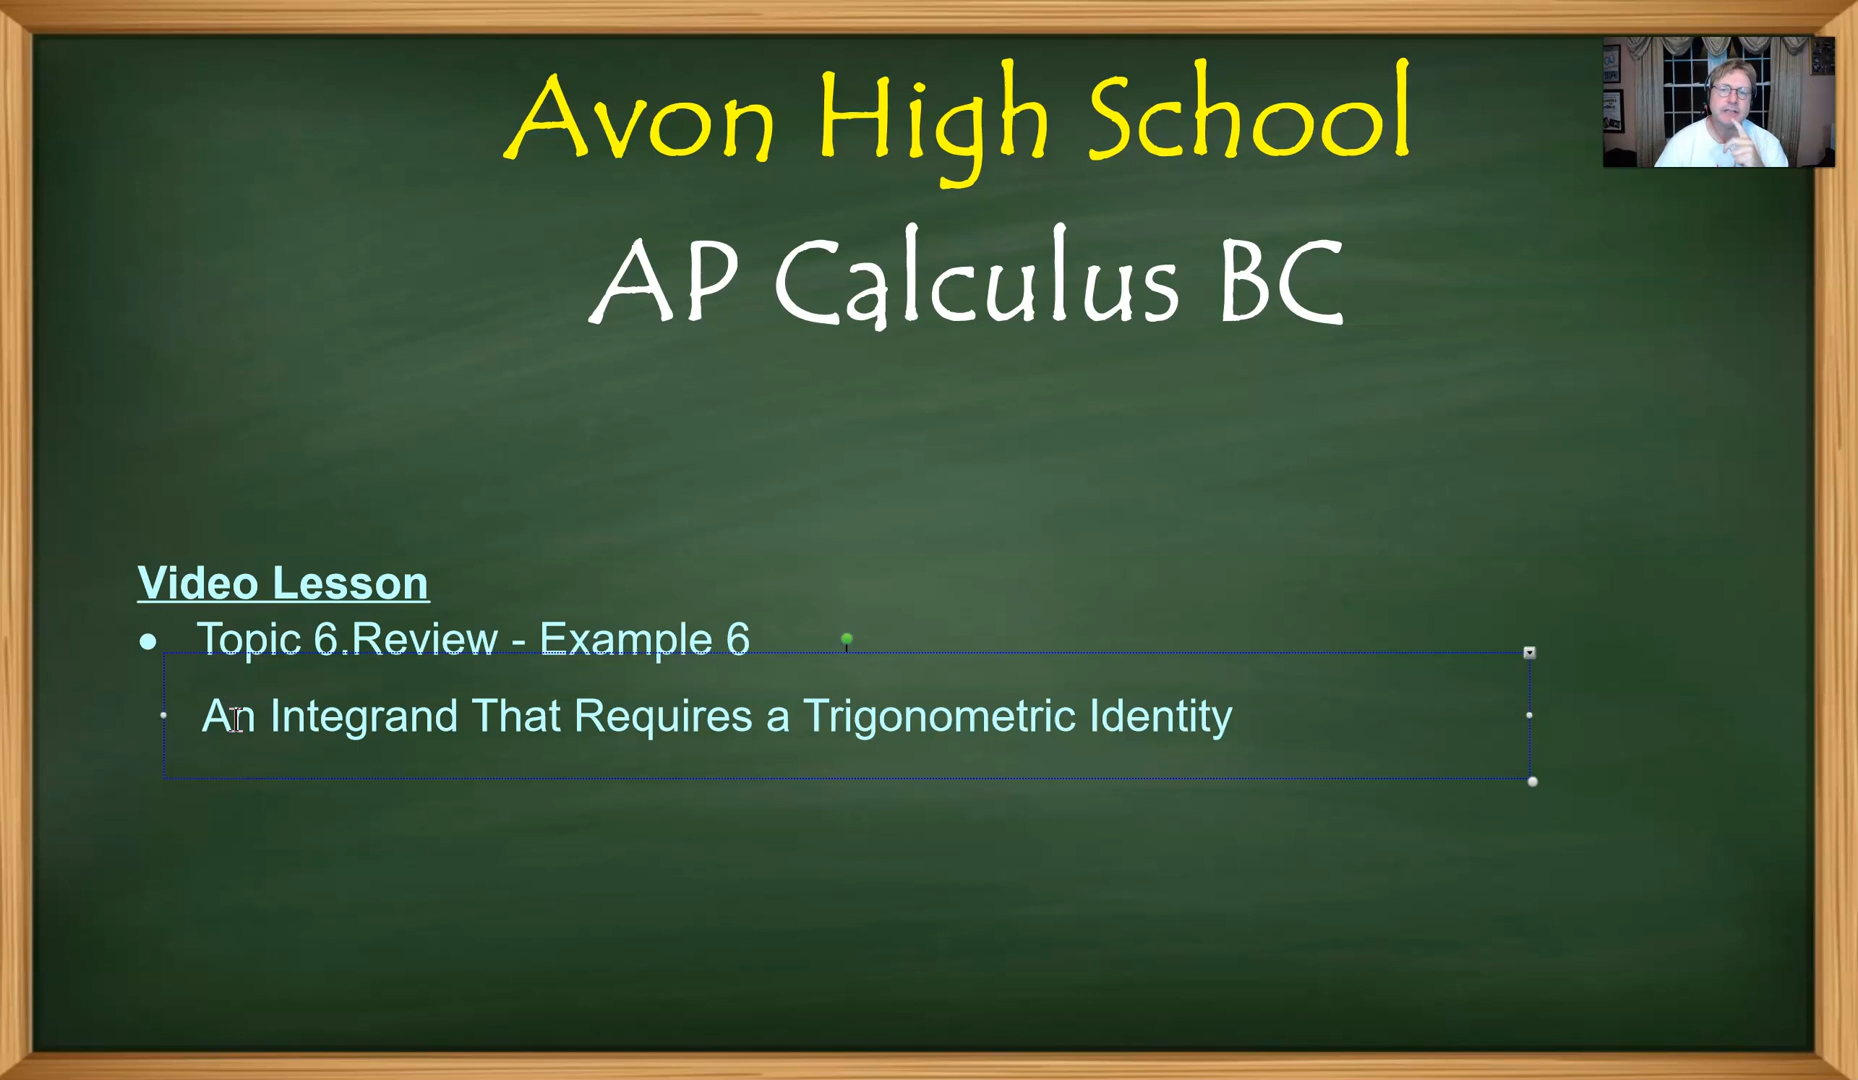 Avon High School
AP Calculus BC
Video Lesson
• Topic 6.Review - Example 6
An Integrand That Requires a Trigonometric Identity